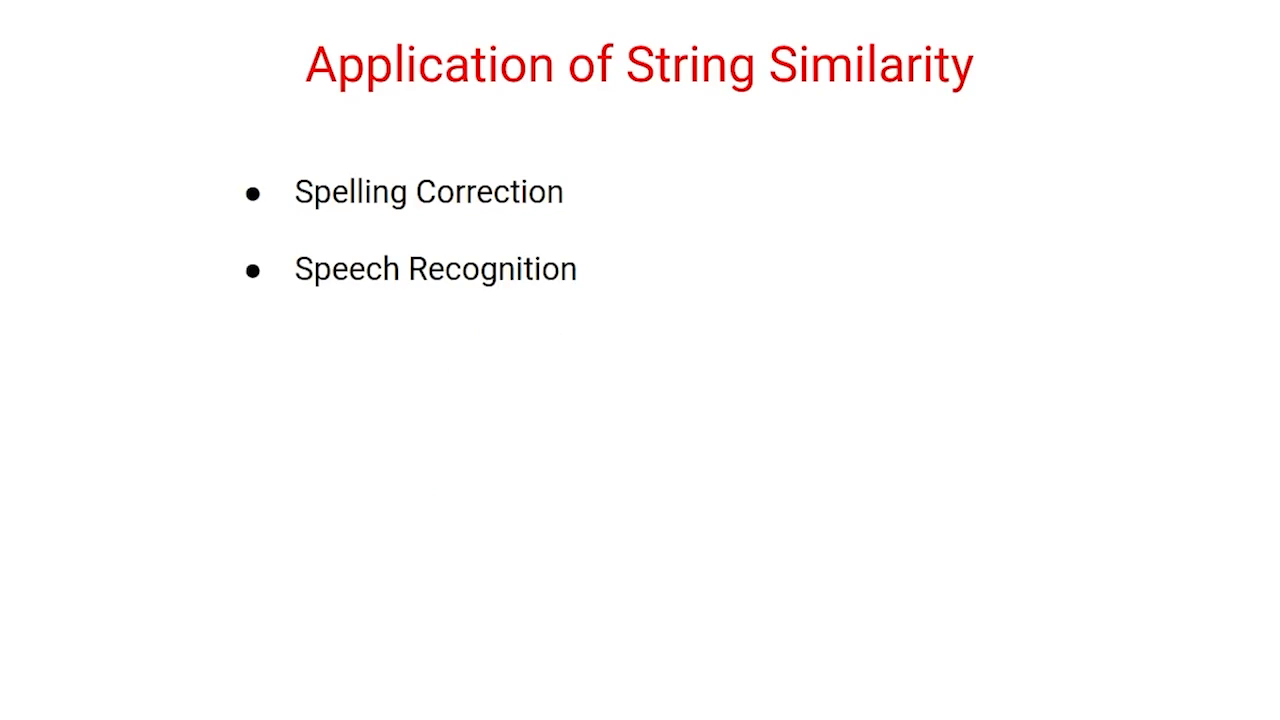 Application of String Similarity
● Spelling Correction
● Speech Recognition